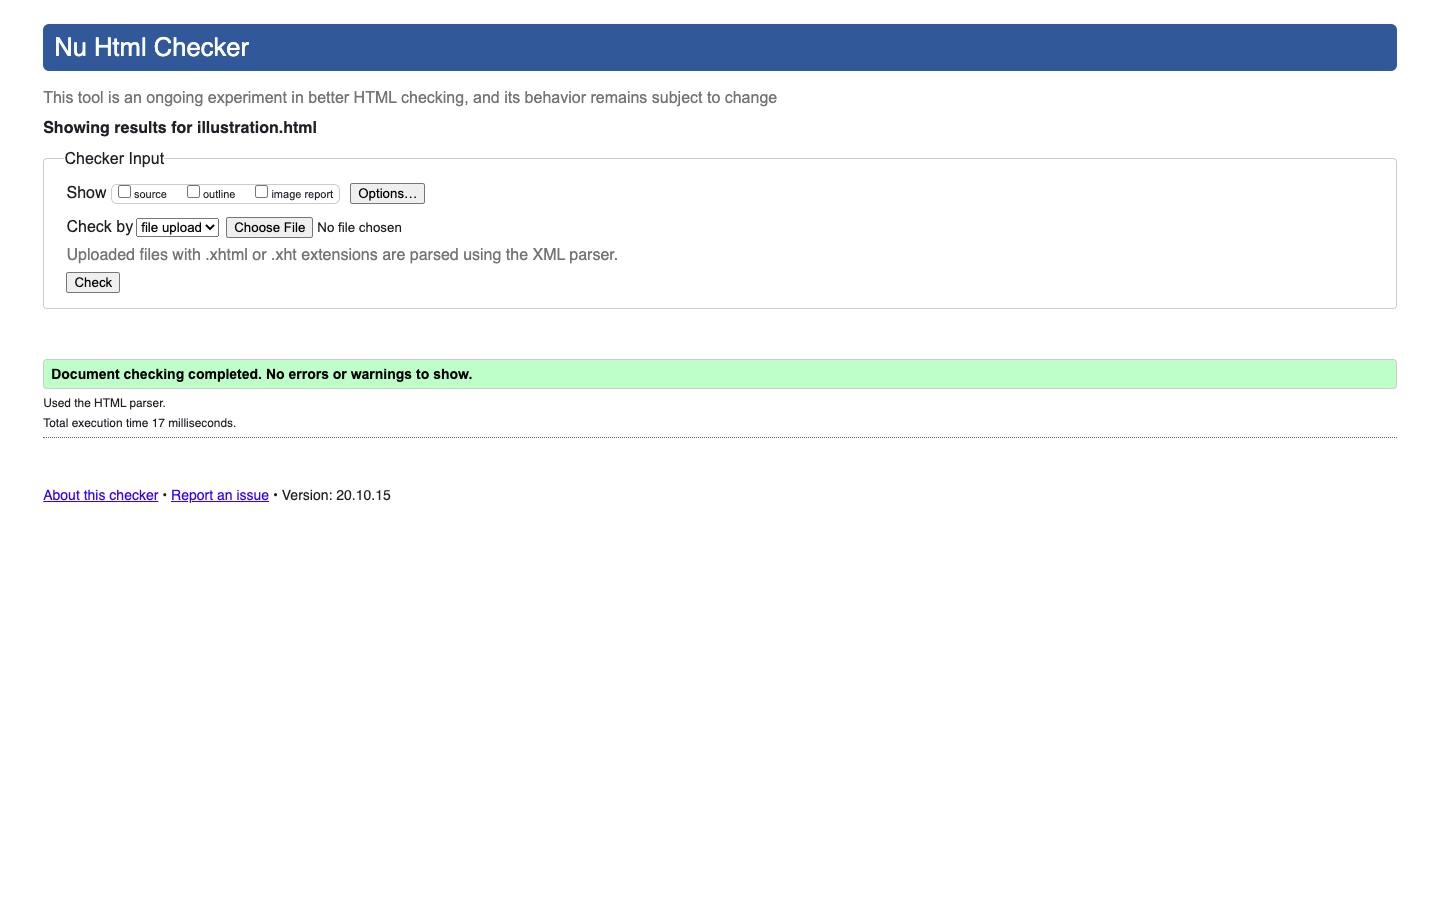 Nu Html Checker
This tool is an ongoing experiment in better HTML checking, and its behavior remains subject to change
Showing results for illustration.html
Checker Input
Show source outline image report Options…
Check by file upload Choose File No file chosen
Uploaded files with .xhtml or .xht extensions are parsed using the XML parser.
Check
Document checking completed. No errors or warnings to show.
Used the HTML parser.
Total execution time 17 milliseconds.
About this checker • Report an issue • Version: 20.10.15